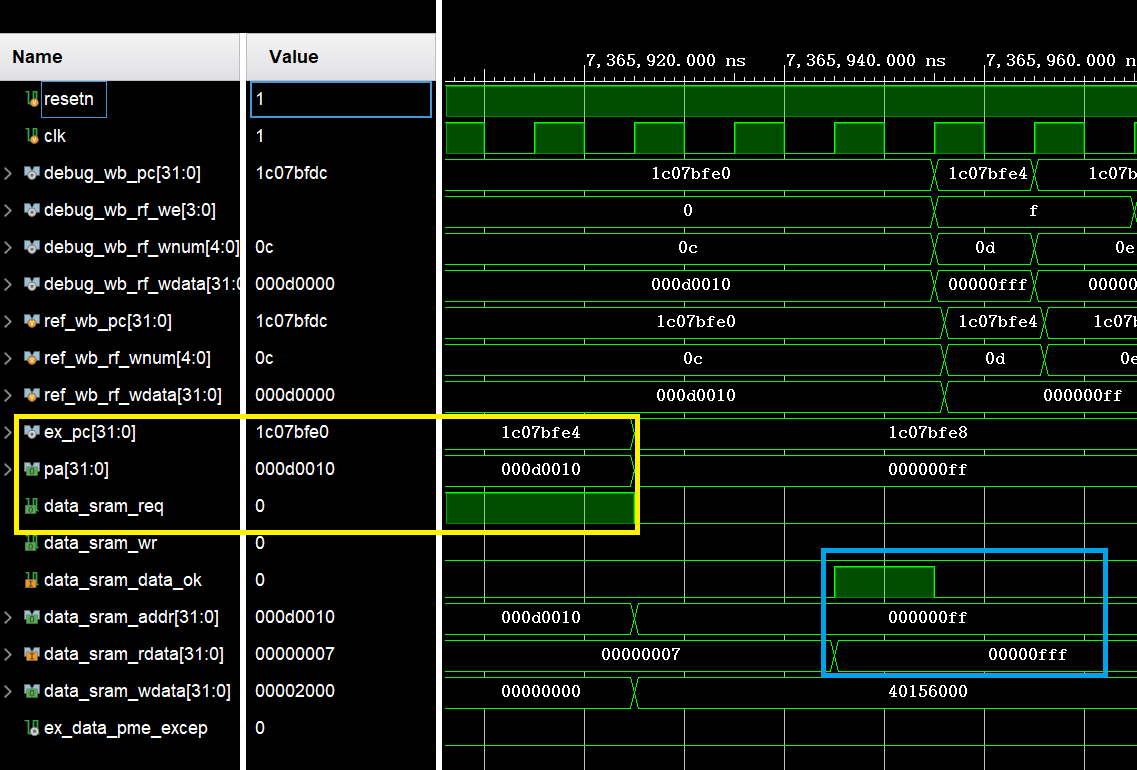 Name Value 7,365,920.000 ns 7,365,940.000 ns 7,365,960.000 n
resetn 1
clk 1
debug_wb_pc[31:0] 1c07bfdc 1c07bfe0 1c07bfe4 1c07b
debug_wb_rf_we[3:0] 0 f
debug_wb_rf_wnum[4:0] 0c 0c 0d 0e
debug_wb_rf_wdata[31:0 000d0000 000d0010 00000fff 00000
ref_wb_pc[31:0] 1c07bfdc 1c07bfe0 1c07bfe4 1c07b
ref_wb_rf_wnum[4:0] 0c 0c 0d 0e
ref_wb_rf_wdata[31:0] 000d0000 000d0010 000000ff
ex_pc[31:0] 1c07bfe0 1c07bfe4 1c07bfe8
pa[31:0] 000d0010 000d0010 000000ff
data_sram_req 0
data_sram_wr 0
data_sram_data_ok 0
data_sram_addr[31:0] 000d0010 000d0010 000000ff
data_sram_rdata[31:0] 00000007 00000007 00000fff
data_sram_wdata[31:0] 00002000 00000000 40156000
ex_data_pme_excep 0